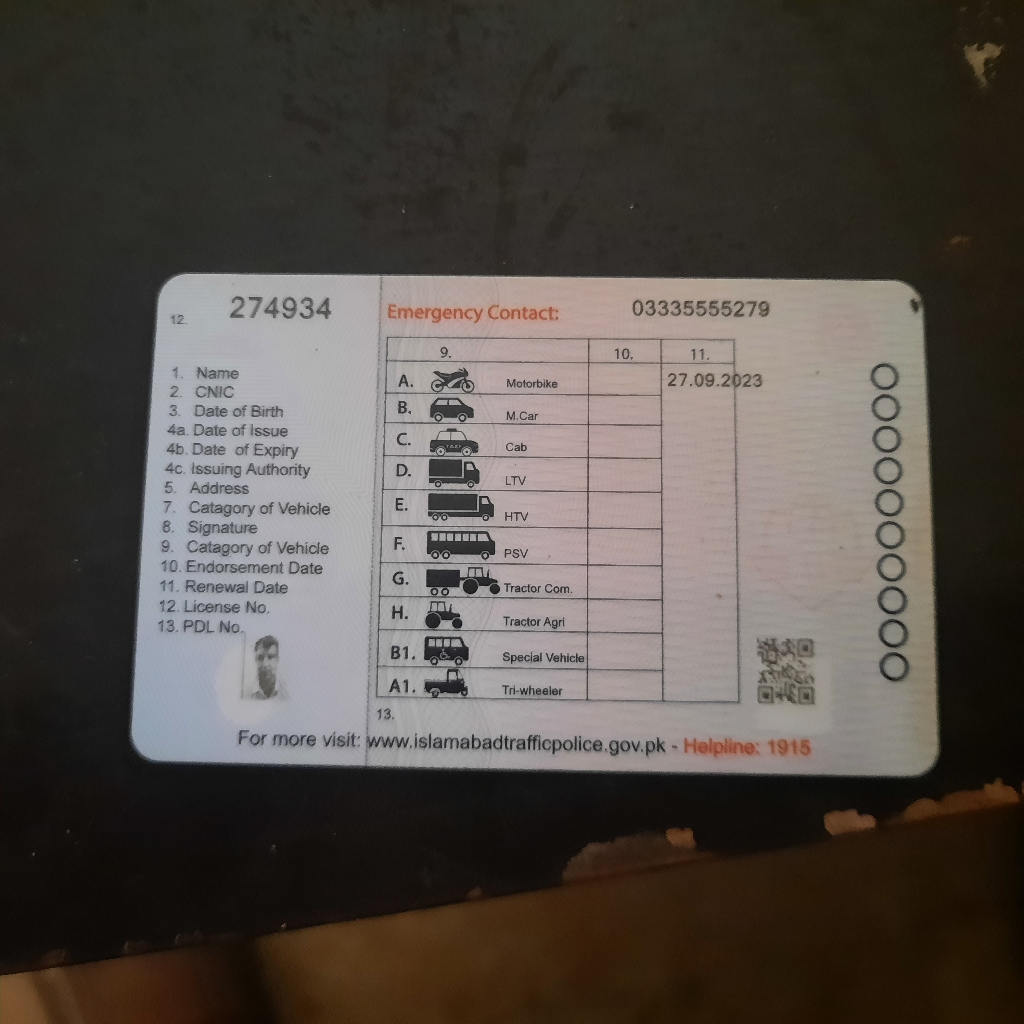 12. 274934
Emergency Contact: 03335555279
1. Name
2. CNIC
3. Date of Birth
4a. Date of Issue
4b. Date of Expiry
4c. Issuing Authority
5. Address
7. Catagory of Vehicle
8. Signature
9. Catagory of Vehicle
10. Endorsement Date
11. Renewal Date
12. License No.
13. PDL No.
9. 10. 11.
A. Motorbike 27.09.2023
B. M.Car
C. TAXI Cab
D. LTV
E. HTV
F. PSV
G. Tractor Com.
H. Tractor Agri
B1. Special Vehicle
A1. Tri-wheeler
13.
For more visit: www.islamabadtrafficpolice.gov.pk - Helpline: 1915